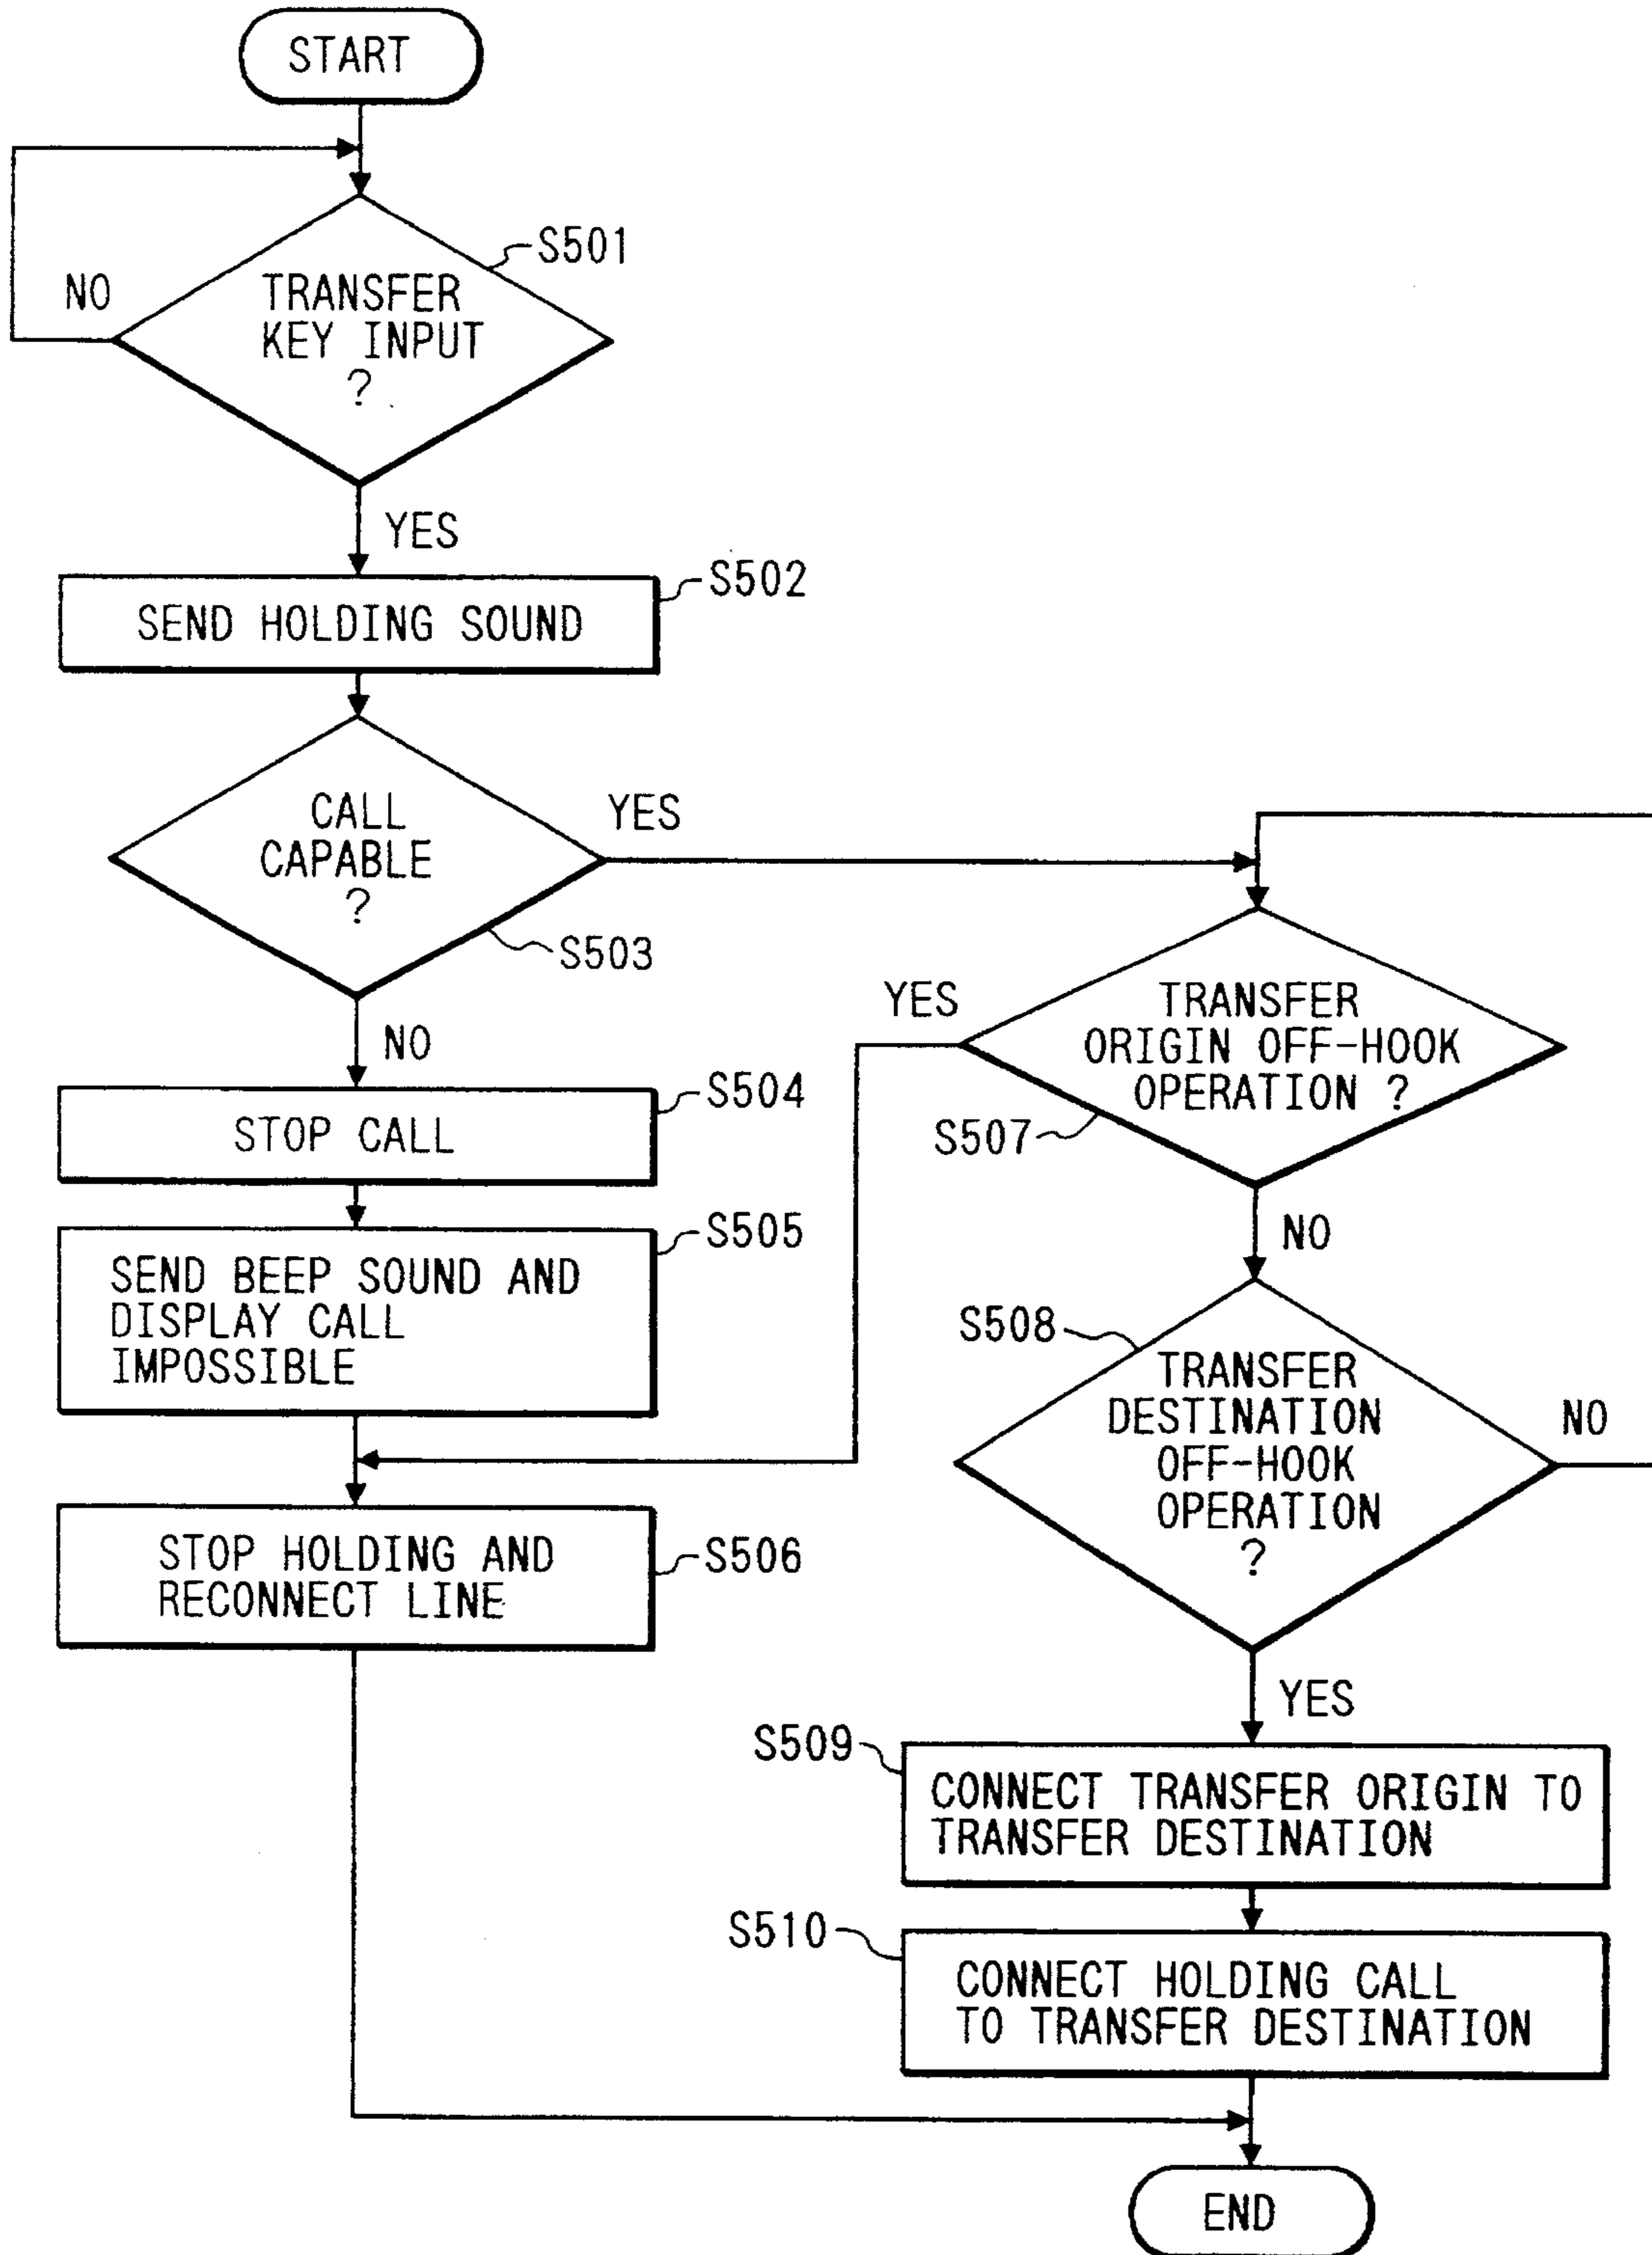 START
S501
NO
TRANSFER
KEY INPUT
?
YES
S502
SEND HOLDING SOUND
CALL
CAPABLE
?
YES
S503
NO
S504
STOP CALL
S505
SEND BEEP SOUND AND
DISPLAY CALL
IMPOSSIBLE
S506
STOP HOLDING AND
RECONNECT LINE
YES
TRANSFER
ORIGIN OFF-HOOK
OPERATION ?
S507
NO
S508
TRANSFER
DESTINATION
OFF-HOOK
OPERATION
?
NO
YES
S509
CONNECT TRANSFER ORIGIN TO
TRANSFER DESTINATION
S510
CONNECT HOLDING CALL
TO TRANSFER DESTINATION
END